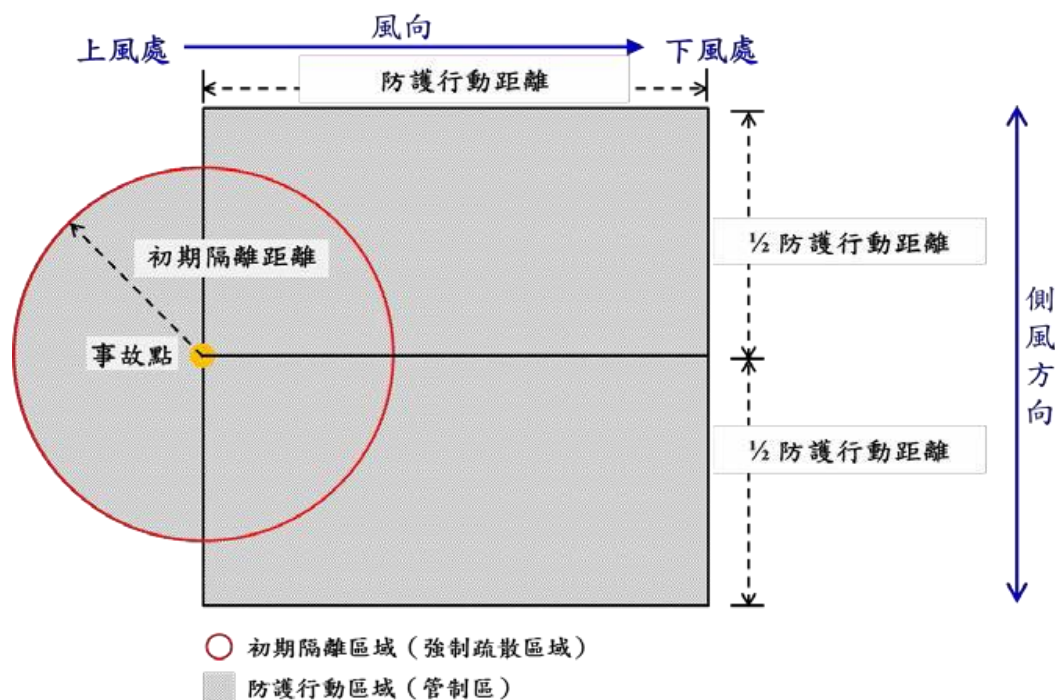 風向
上風處
下風處
防護行動距離
½ 防護行動距離
初期隔離距離
側風方向
事故點
½ 防護行動距離
初期隔離區域（強制疏散區域）
防護行動區域（管制區）